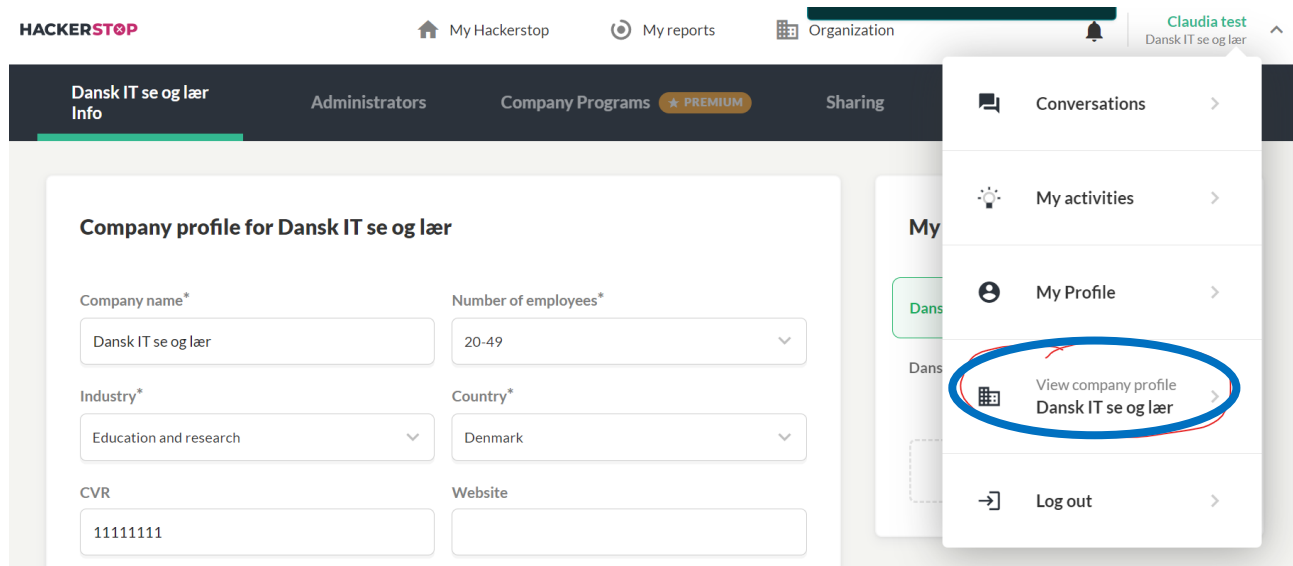 HACKERSTOP
My Hackerstop
My reports
Organization
Claudia test
Dansk IT se og lær
Dansk IT se og lær
Info
Administrators
Company Programs
PREMIUM
Sharing
Conversations
My activities
My Profile
View company profile
Dansk IT se og lær
Log out
Company profile for Dansk IT se og lær
Company name*
Dansk IT se og lær
Number of employees*
20-49
Industry*
Education and research
Country*
Denmark
CVR
11111111
Website
My
Dans
Dans